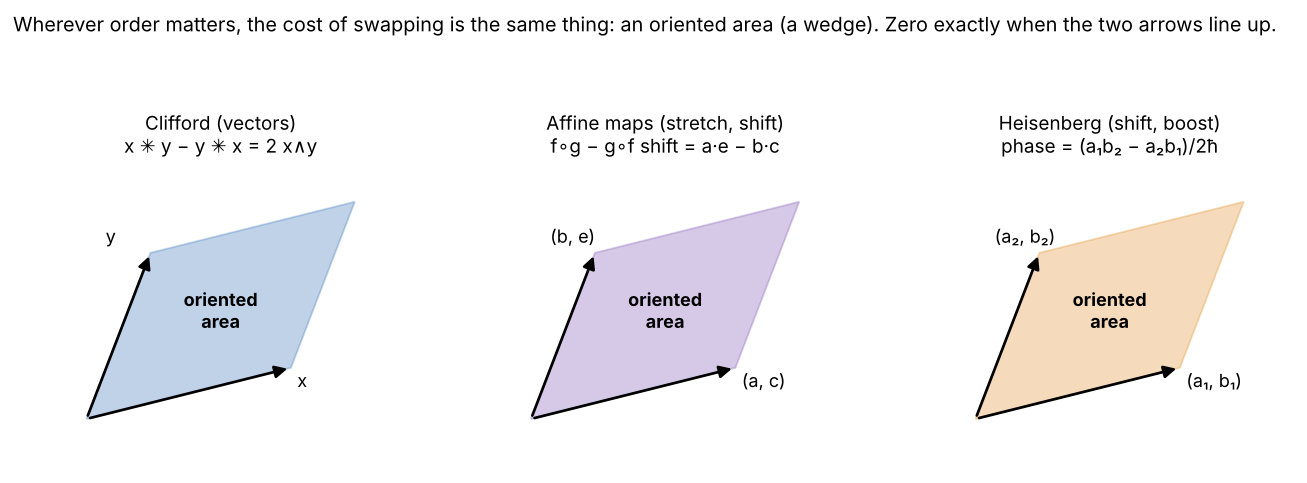 Wherever order matters, the cost of swapping is the same thing: an oriented area (a wedge). Zero exactly when the two arrows line up.
Clifford (vectors)
x ✳ y − y ✳ x = 2 x∧y
y
oriented
area
x
Affine maps (stretch, shift)
f∘g − g∘f shift = a·e − b·c
(b, e)
oriented
area
(a, c)
Heisenberg (shift, boost)
phase = (a₁b₂ − a₂b₁)/2ħ
(a₂, b₂)
oriented
area
(a₁, b₁)